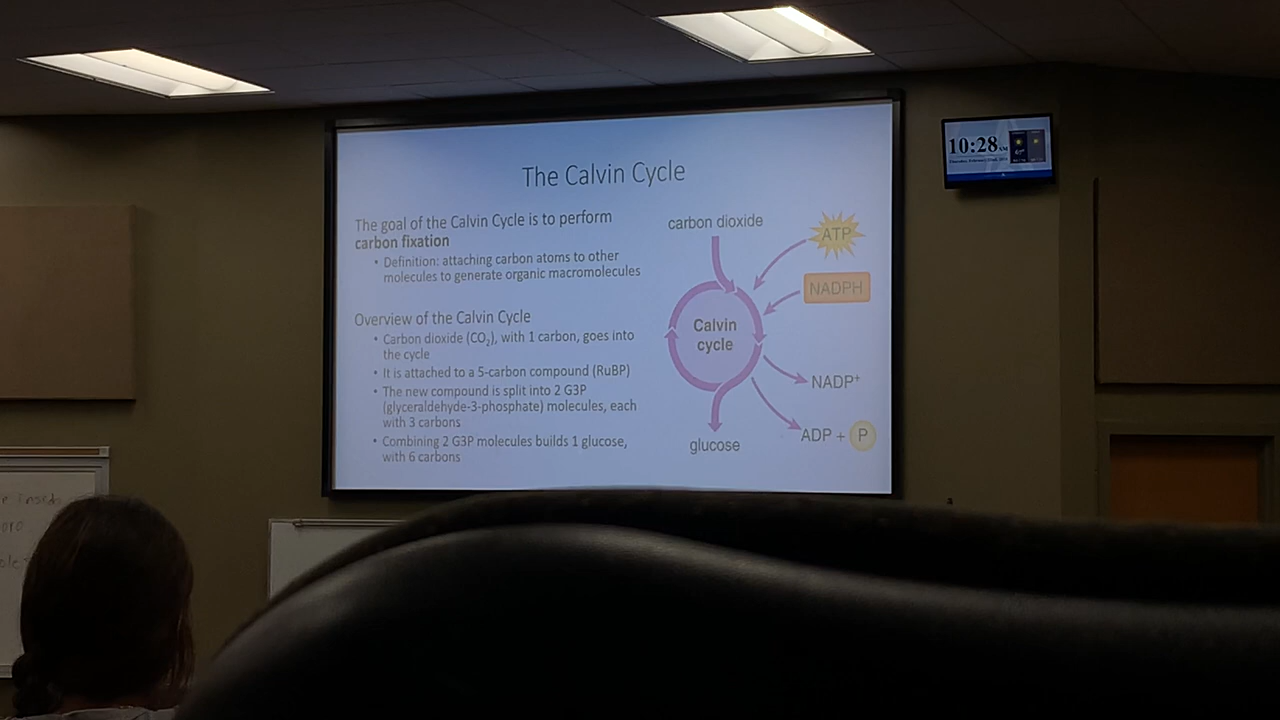 The Calvin Cycle
The goal of the Calvin Cycle is to perform
carbon fixation
• Definition: attaching carbon atoms to other
molecules to generate organic macromolecules
Overview of the Calvin Cycle
• Carbon dioxide (CO₂), with 1 carbon, goes into
the cycle
• It is attached to a 5-carbon compound (RuBP)
• The new compound is split into 2 G3P
(glyceraldehyde-3-phosphate) molecules, each
with 3 carbons
• Combining 2 G3P molecules builds 1 glucose,
with 6 carbons
carbon dioxide
ATP
NADPH
Calvin
cycle
NADP⁺
ADP + P
glucose
10:28 AM